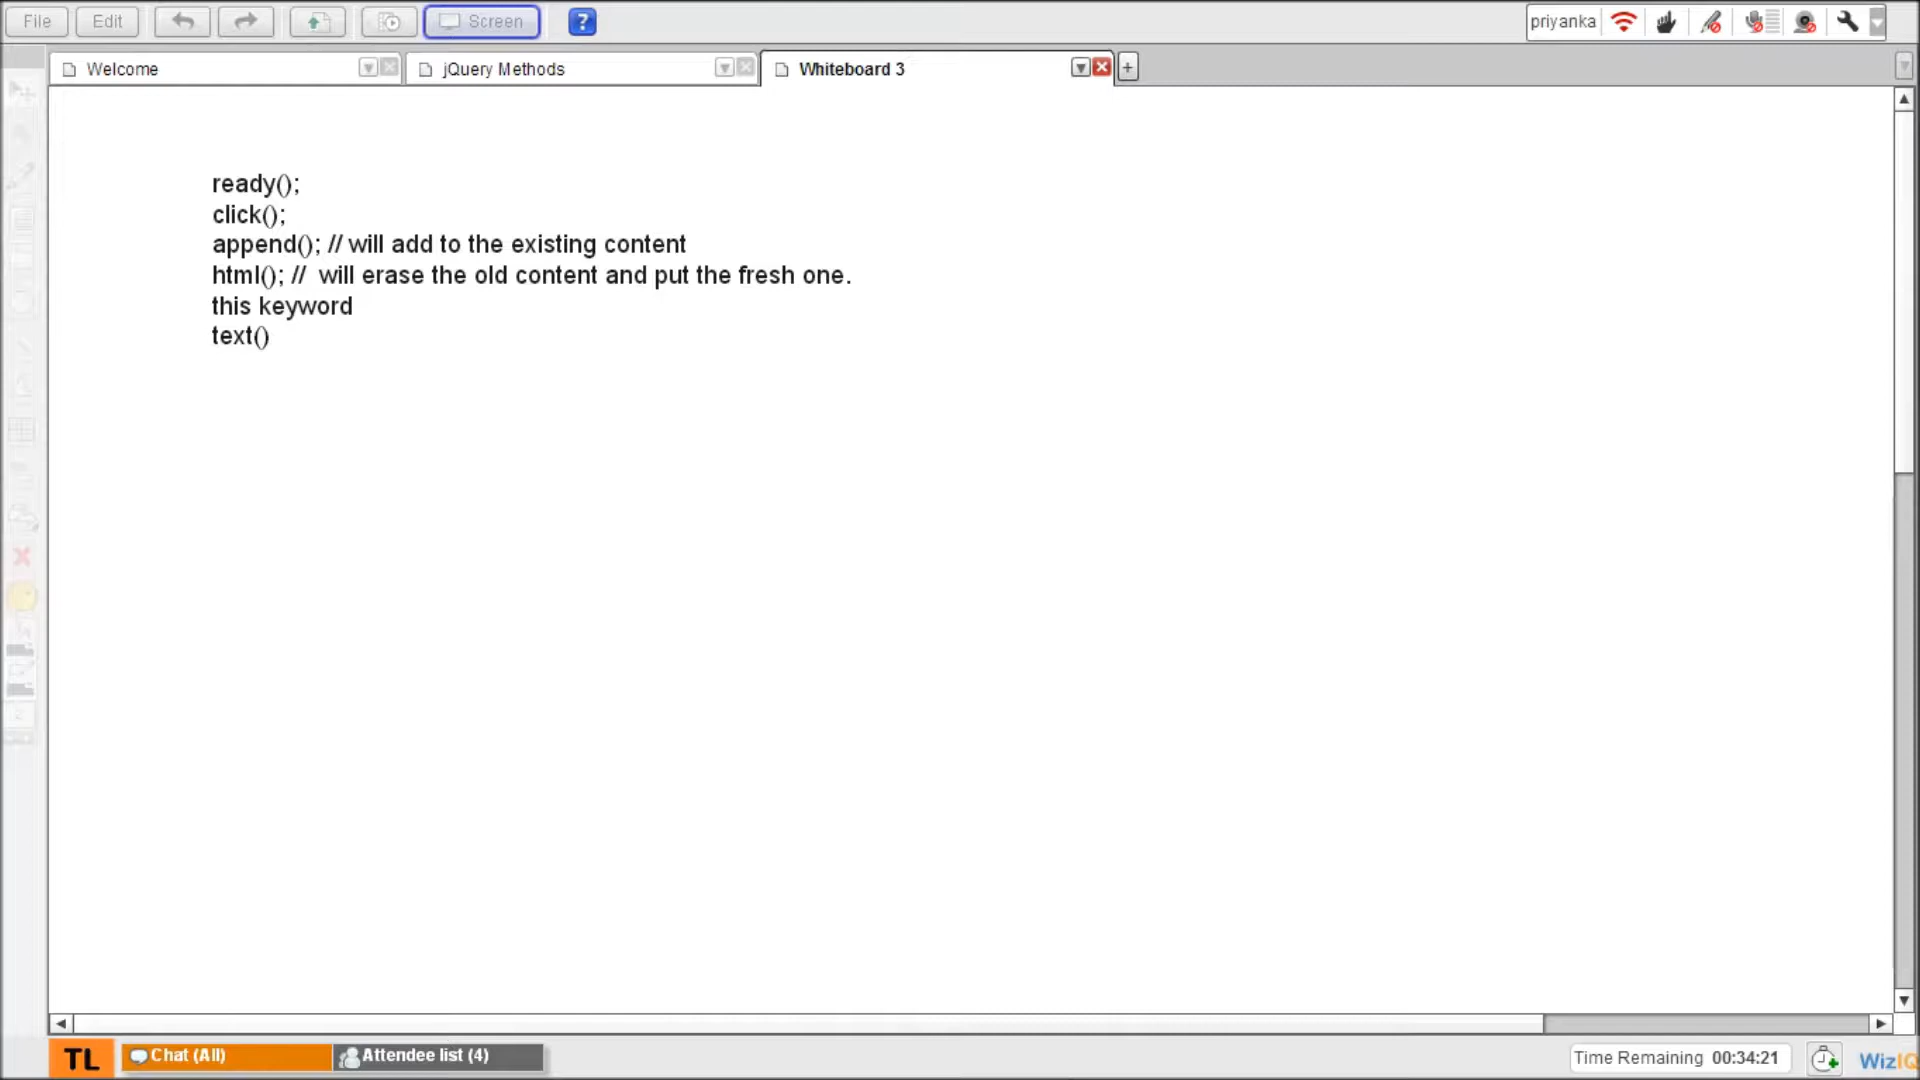 File Edit Screen ? priyanka
Welcome jQuery Methods Whiteboard 3 +
ready();
click();
append(); // will add to the existing content
html(); //  will erase the old content and put the fresh one.
this keyword
text()
TL Chat (All) Attendee list (4) Time Remaining 00:34:21 WizIQ